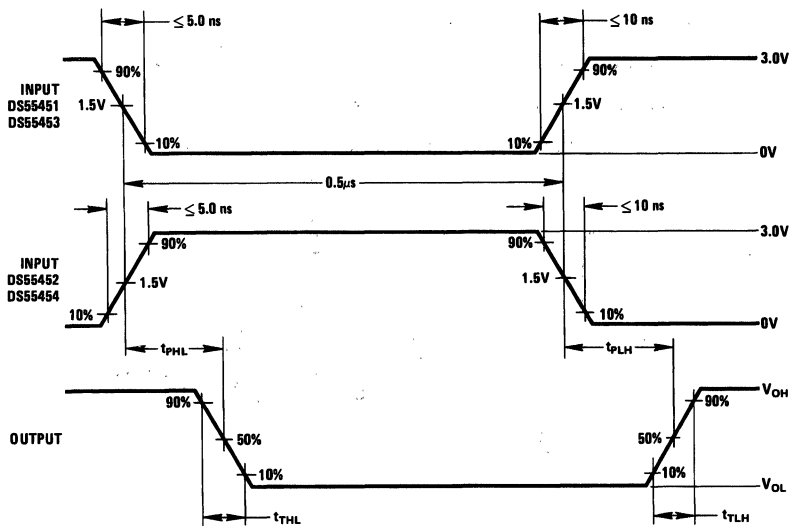 ≤ 5.0 ns
≤ 10 ns
3.0V
90%
90%
INPUT
DS55451
DS55453
1.5V
1.5V
10%
10%
0V
0.5μs
≤ 5.0 ns
≤ 10 ns
3.0V
90%
90%
INPUT
DS55452
DS55454
1.5V
1.5V
10%
10%
0V
tPHL
tPLH
VOH
90%
90%
OUTPUT
50%
50%
10%
10%
VOL
tTHL
tTLH